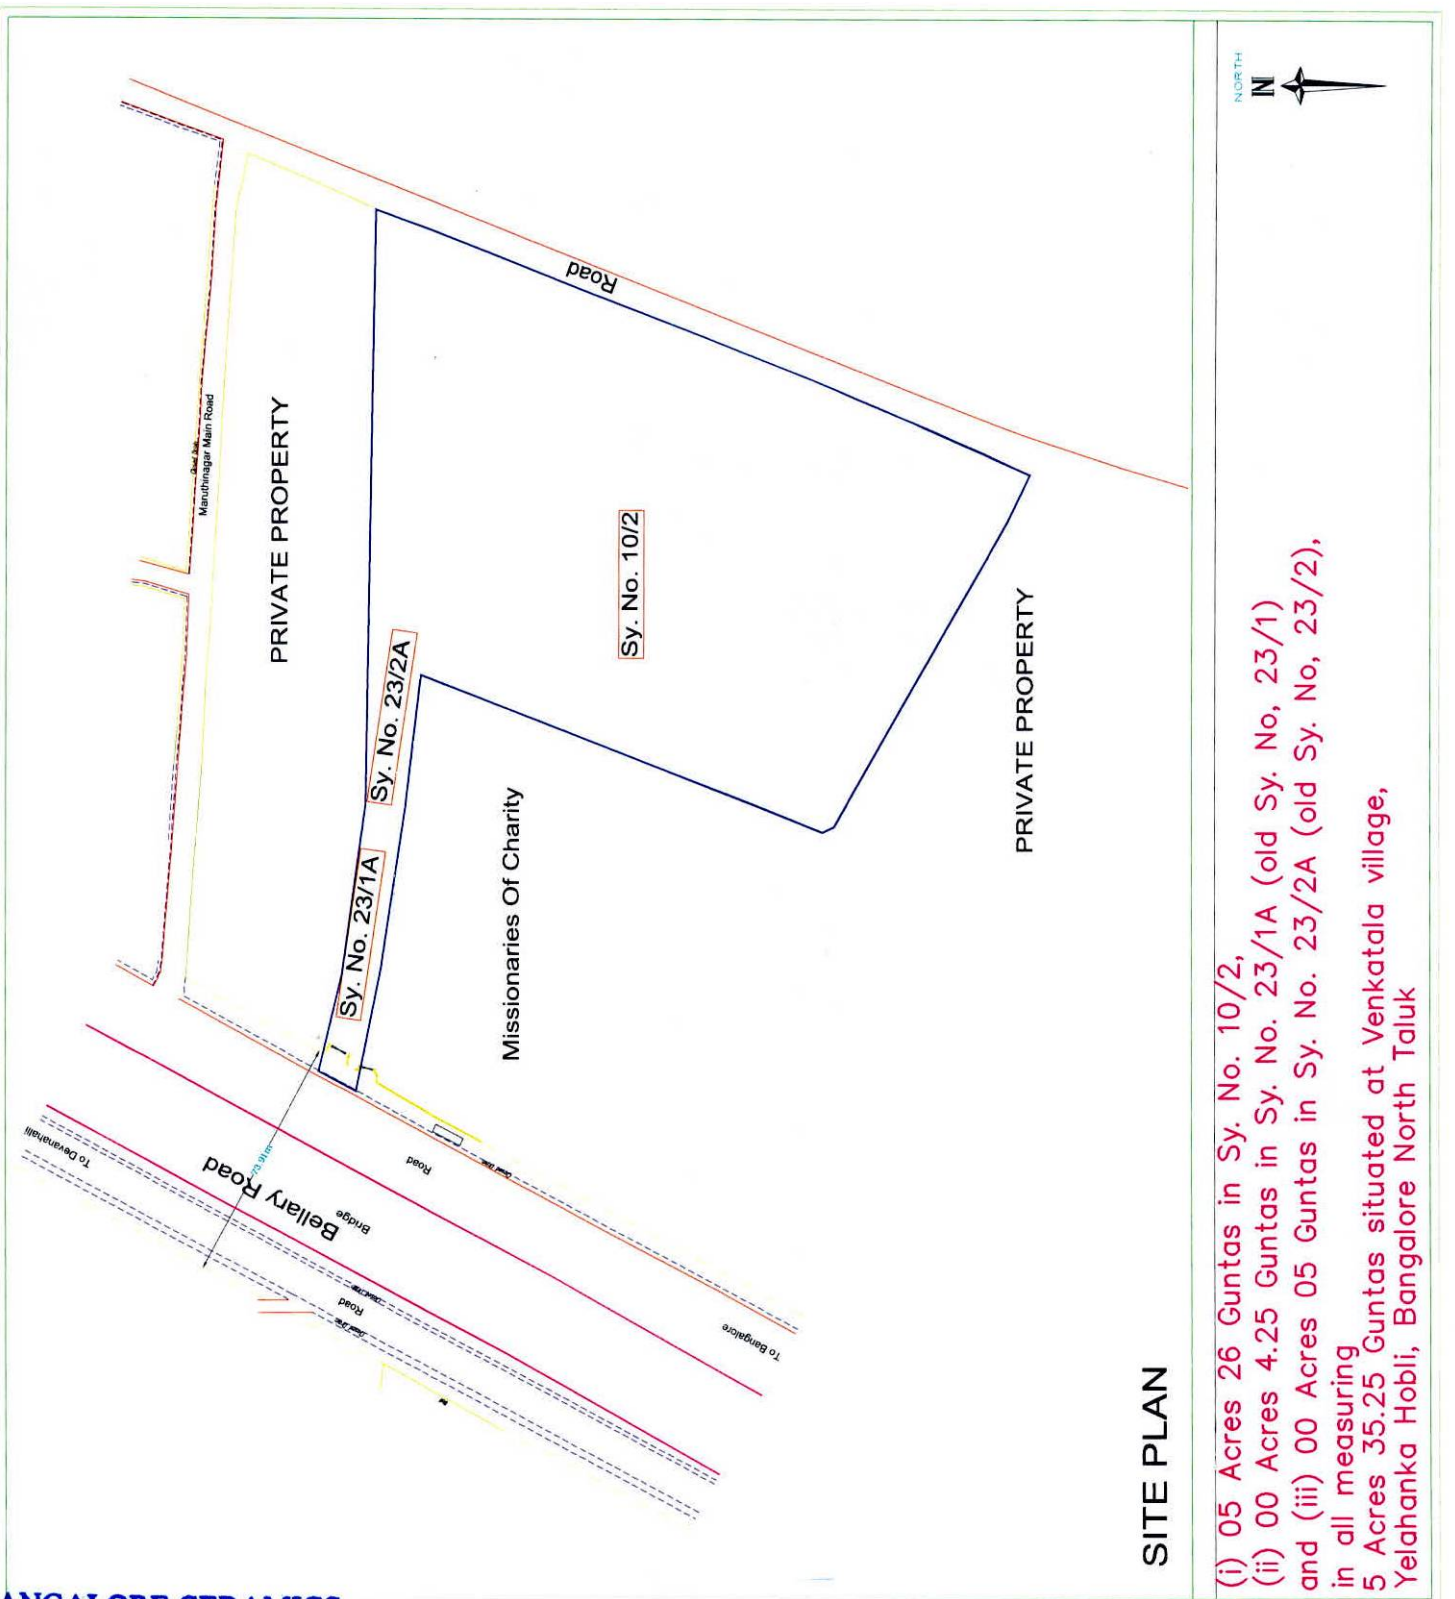 NORTH
N
Maruthinagar Main Road
PRIVATE PROPERTY
Road
Sy. No. 10/2
Sy. No. 23/2A
Sy. No. 23/1A
Missionaries Of Charity
PRIVATE PROPERTY
To Devanahalli
Bellary Road
73.91m
Bridge
Road
Road
To Bangalore
SITE PLAN
(i) 05 Acres 26 Guntas in Sy. No. 10/2,
(ii) 00 Acres 4.25 Guntas in Sy. No. 23/1A (old Sy. No, 23/1)
and (iii) 00 Acres 05 Guntas in Sy. No. 23/2A (old Sy. No, 23/2),
in all measuring
5 Acres 35.25 Guntas situated at Venkatala village,
Yelahanka Hobli, Bangalore North Taluk